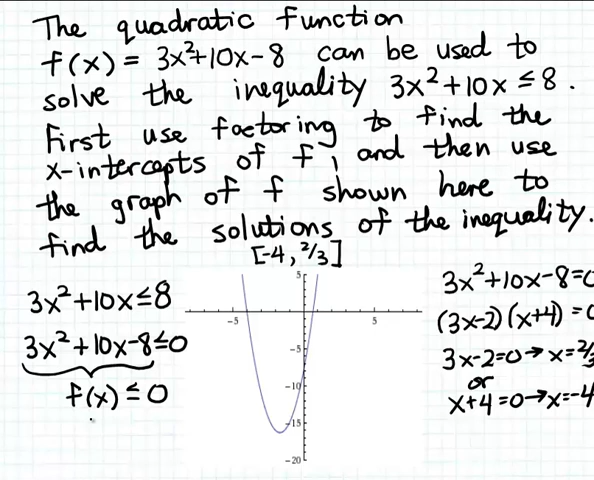 The quadratic function
f(x) = 3x²+10x-8 can be used to
solve the inequality 3x²+10x ≤ 8.
First use factoring to find the
x-intercepts of f, and then use
the graph of f shown here to
find the solutions of the inequality.
[-4, 2/3]
3x²+10x≤8
3x²+10x-8≤0
f(x) ≤ 0
5
-5
5
-5
-10
-15
-20
3x²+10x-8=0
(3x-2)(x+4) = 0
3x-2=0→x=2/3
or
x+4=0→x=-4